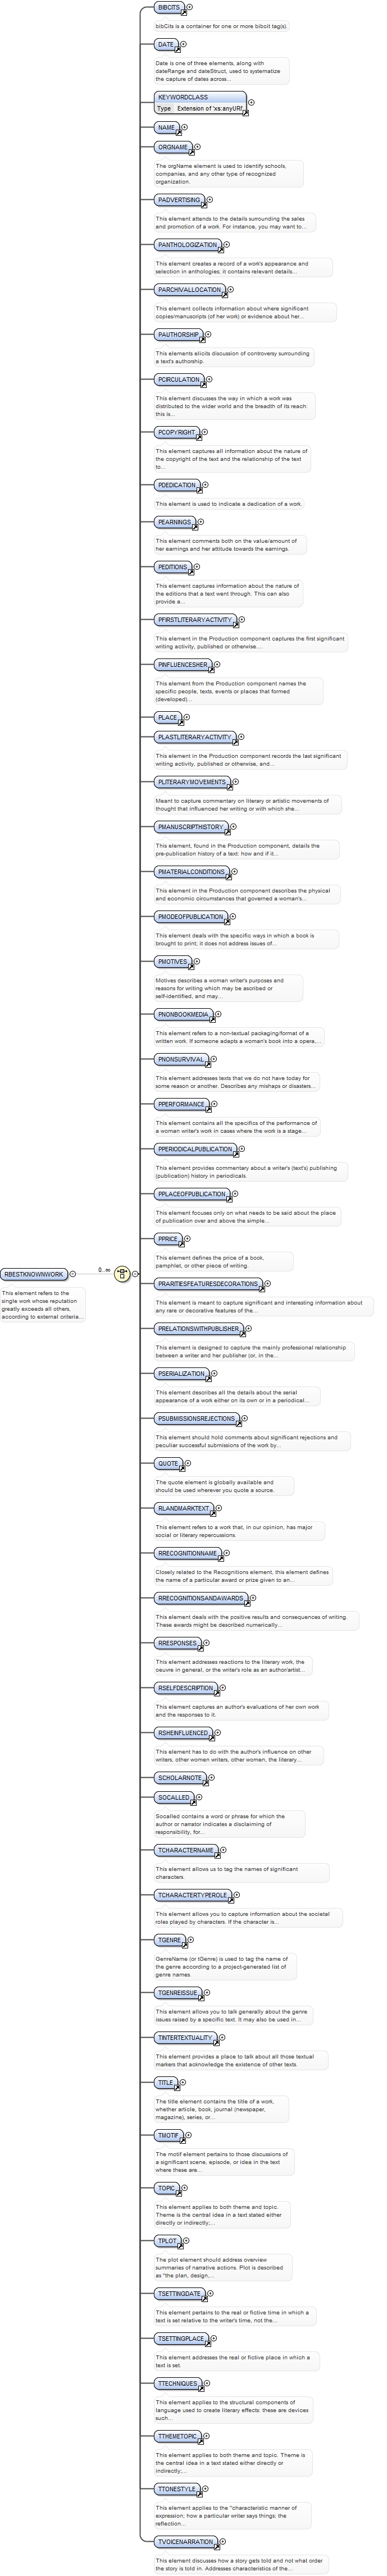 BIBCITS
bibCits is a container for one or more bibcit tag(s).
DATE
Date is one of three elements, along with
dateRange and dateStruct, used to systematize
the capture of dates across...
KEYWORDCLASS
Type Extension of 'xs:anyURI'
NAME
ORGNAME
The orgName element is used to identify schools,
companies, and any other type of recognized
organization.
PADVERTISING
This element attends to the details surrounding the sales
and promotion of a work. For instance, you may want to...
PANTHOLOGIZATION
This element creates a record of a work's appearance and
selection in anthologies; it contains relevant details...
PARCHIVALLOCATION
This element collects information about where significant
copies/manuscripts (of her work) or evidence about her...
PAUTHORSHIP
This elements elicits discussion of controversy surrounding
a text's authorship.
PCIRCULATION
This element discusses the way in which a work was
distributed to the wider world and the breadth of its reach:
this is...
PCOPYRIGHT
This element captures all information about the nature of
the copyright of the text and the relationship of the text
to...
PDEDICATION
This element is used to indicate a dedication of a work.
PEARNINGS
This element comments both on the value/amount of
her earnings and her attitude towards the earnings.
PEDITIONS
This element captures information about the nature of
the editions that a text went through. This can also
provide a...
PFIRSTLITERARYACTIVITY
This element in the Production component captures the first significant
writing activity, published or otherwise....
PINFLUENCESHER
This element from the Production component names the
specific people, texts, events or places that formed
(developed)...
PLACE
PLASTLITERARYACTIVITY
This element in the Production component records the last significant
writing activity, published or otherwise, and...
PLITERARYMOVEMENTS
Meant to capture commentary on literary or artistic movements of
thought that influenced her writing or with which she...
PMANUSCRIPTHISTORY
This element, found in the Production component, details the
pre-publication history of a text: how and if it...
PMATERIALCONDITIONS
This element in the Production component describes the physical
and economic circumstances that governed a woman's...
PMODEOFPUBLICATION
This element deals with the specific ways in which a book is
brought to print; it does not address issues of...
PMOTIVES
Motives describes a woman writer's purposes and
reasons for writing which may be ascribed or
self-identified, and may...
PNONBOOKMEDIA
This element refers to a non-textual packaging/format of a
written work. If someone adapts a woman's book into a opera,...
PNONSURVIVAL
This element addresses texts that we do not have today for
some reason or another. Describes any mishaps or disasters...
PPERFORMANCE
This element contains all the specifics of the performance of
a woman writer's work in cases where the work is a stage...
PPERIODICALPUBLICATION
This element provides commentary about a writer's (text's) publishing
(publication) history in periodicals.
PPLACEOFPUBLICATION
This element focuses only on what needs to be said about the place
of publication over and above the simple...
PPRICE
This element defines the price of a book,
pamphlet, or other piece of writing.
RBESTKNOWNWORK
0..∞
This element refers to the
single work whose reputation
greatly exceeds all others,
according to external criteria...
PRARITIESFEATURESDECORATIONS
This element is meant to capture significant and interesting information about
any rare or decorative features of the...
PRELATIONSWITHPUBLISHER
This element is designed to capture the mainly professional relationship
between a writer and her publisher (or, in the...
PSERIALIZATION
This element describes all the details about the serial
appearance of a work either on its own or in a periodical...
PSUBMISSIONSREJECTIONS
This element should hold comments about significant rejections and
peculiar successful submissions of the work by...
QUOTE
The quote element is globally available and
should be used wherever you quote a source.
RLANDMARKTEXT
This element refers to a work that, in our opinion, has major
social or literary repercussions.
RRECOGNITIONNAME
Closely related to the Recognitions element, this element defines
the name of a particular award or prize given to an...
RRECOGNITIONSANDAWARDS
This element deals with the positive results and consequences of writing.
These awards might be described numerically...
RRESPONSES
This element addresses reactions to the literary work, the
oeuvre in general, or the writer's role as an author/artist...
RSELFDESCRIPTION
This element captures an author's evaluations of her own work
and the responses to it.
RSHEINFLUENCED
This element has to do with the author's influence on other
writers, other women writers, other women, the literary...
SCHOLARNOTE
SOCALLED
Socalled contains a word or phrase for which the
author or narrator indicates a disclaiming of
responsibility, for...
TCHARACTERNAME
This element allows us to tag the names of significant
characters.
TCHARACTERTYPEROLE
This element allows you to capture information about the societal
roles played by characters. If the character is...
TGENRE
GenreName (or tGenre) is used to tag the name of
the genre according to a project-generated list of
genre names.
TGENREISSUE
This element allows you to talk generally about the genre
issues raised by a specific text. It may also be used in...
TINTERTEXTUALITY
This element provides a place to talk about all those textual
markers that acknowledge the existence of other texts.
TITLE
The title element contains the title of a work,
whether article, book, journal (newspaper,
magazine), series, or...
TMOTIF
The motif element pertains to those discussions of
a significant scene, episode, or idea in the text
where these are...
TOPIC
This element applies to both theme and topic.
Theme is the central idea in a text stated either
directly or indirectly;...
TPLOT
The plot element should address overview
summaries of narrative actions. Plot is described
as "the plan, design,...
TSETTINGDATE
This element pertains to the real or fictive time in which a
text is set relative to the writer's time, not the...
TSETTINGPLACE
This element addresses the real or fictive place in which a
text is set.
TTECHNIQUES
This element applies to the structural components of
language used to create literary effects: these are devices
such...
TTHEMETOPIC
This element applies to both theme and topic. Theme is
the central idea in a text stated either directly or
indirectly;...
TTONESTYLE
This element applies to the "characteristic manner of
expression; how a particular writer says things; the
reflection...
TVOICENARRATION
This element discusses how a story gets told and not what order
the story is told in. Addresses characteristics of the...